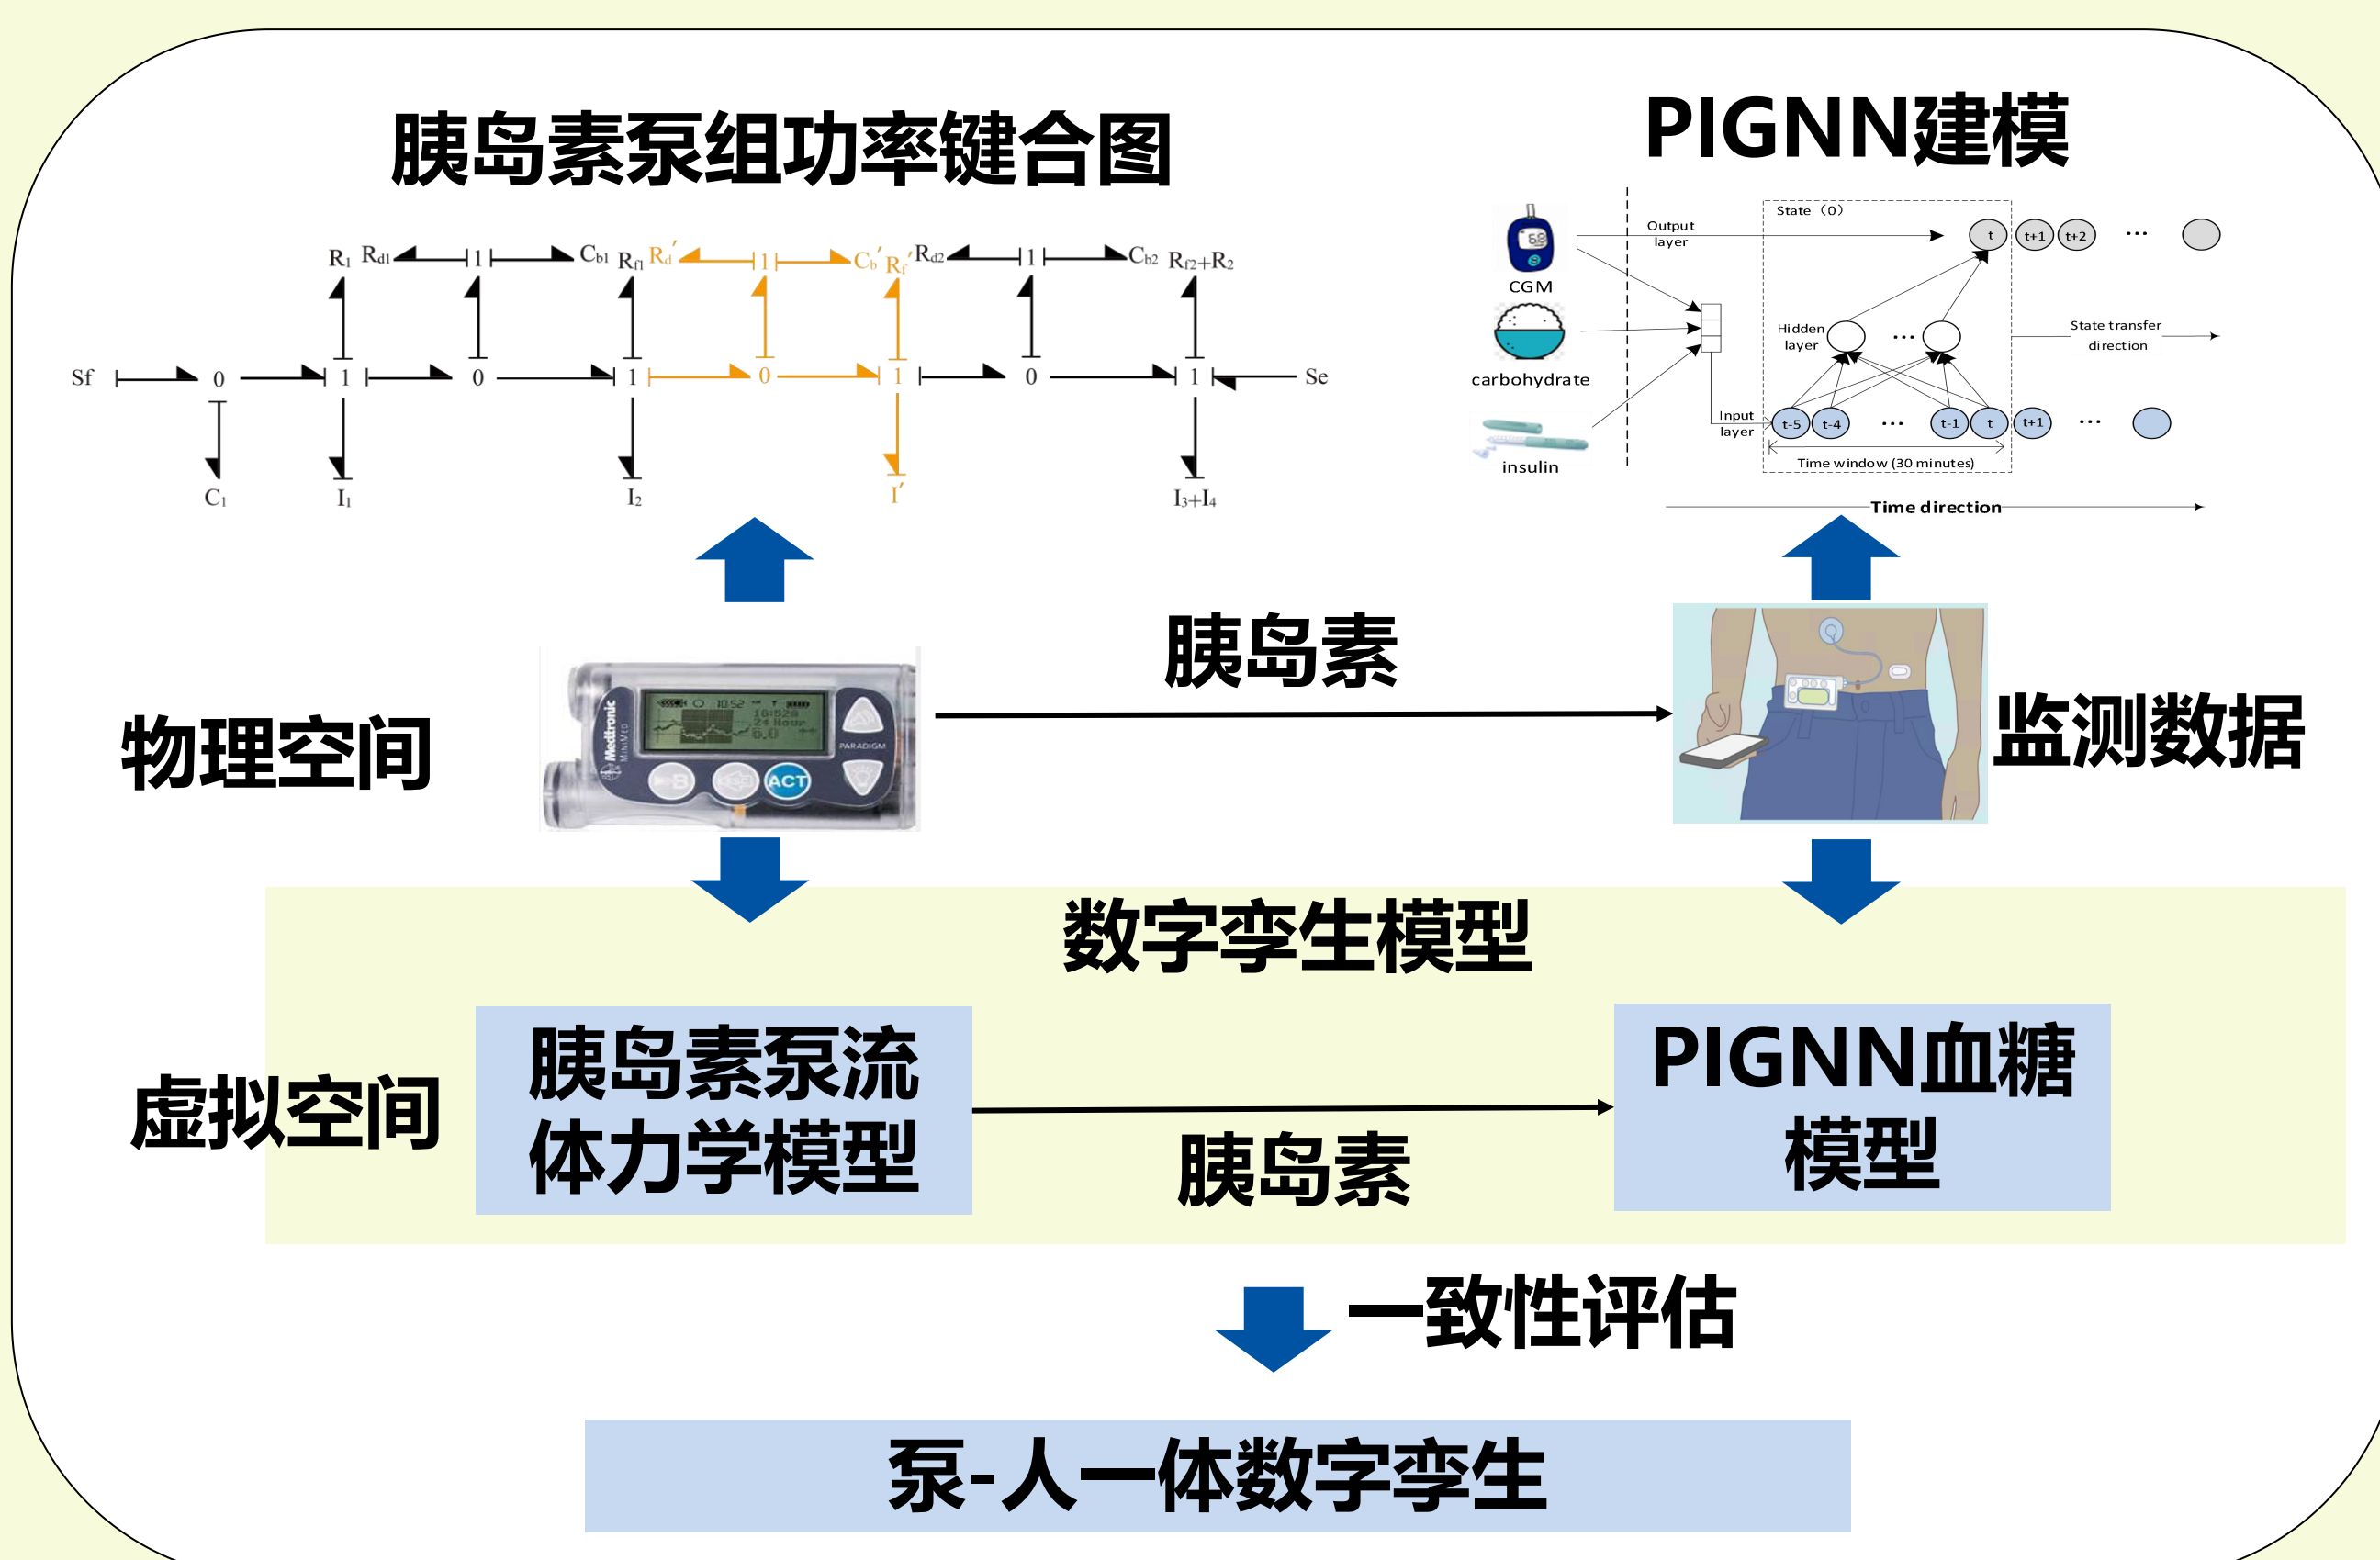 胰岛素泵组功率键合图
PIGNN建模
R1 Rd1 1 Cb1 Rf1 Rd′ 1 Cb′ Rf′ Rd2 1 Cb2 Rf2+R2
Sf 0 1 0 1 0 1 0 1 Se
C1 I1 I2 I′ I3+I4
CGM
carbohydrate
insulin
Output
layer
State（0）
t t+1 t+2 ...
Hidden
layer
...
State transfer
direction
Input
layer
t-5 t-4 ... t-1 t t+1 ...
Time window (30 minutes)
Time direction
胰岛素
物理空间
Medtronic
MINIMED
10:52
PARADIGM
ACT
监测数据
数字孪生模型
虚拟空间
胰岛素泵流
体力学模型
胰岛素
PIGNN血糖
模型
一致性评估
泵-人一体数字孪生